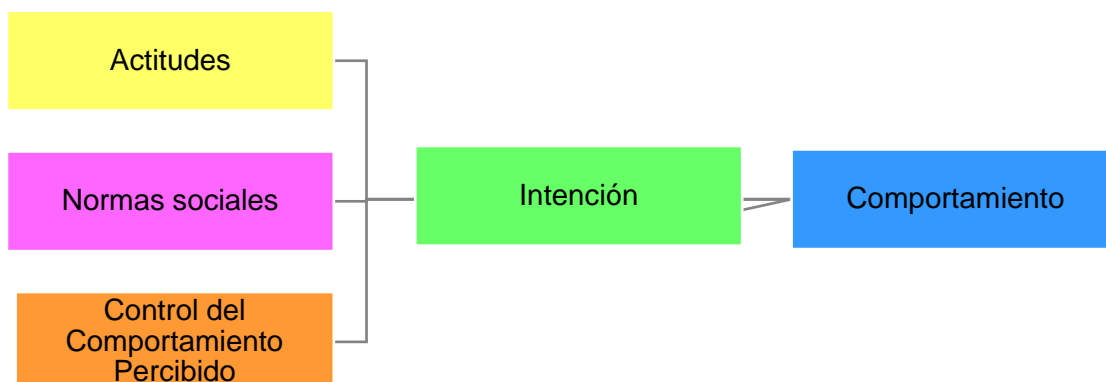 Actitudes
Normas sociales
Control del
Comportamiento
Percibido
Intención
Comportamiento